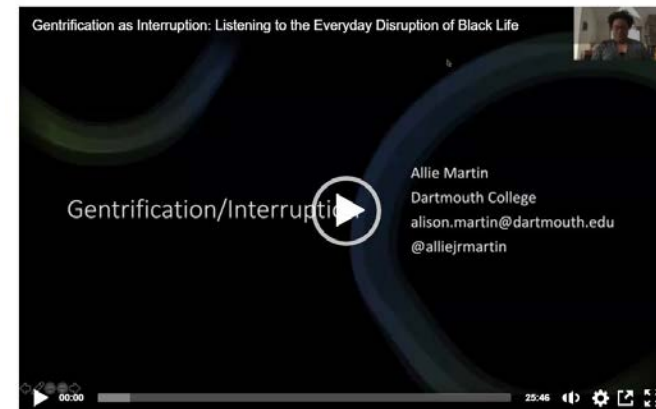 Gentrification as Interruption: Listening to the Everyday Disruption of Black Life
Gentrification/Interruption
Allie Martin
Dartmouth College
alison.martin@dartmouth.edu
@alliejrmartin
00:00
25:46